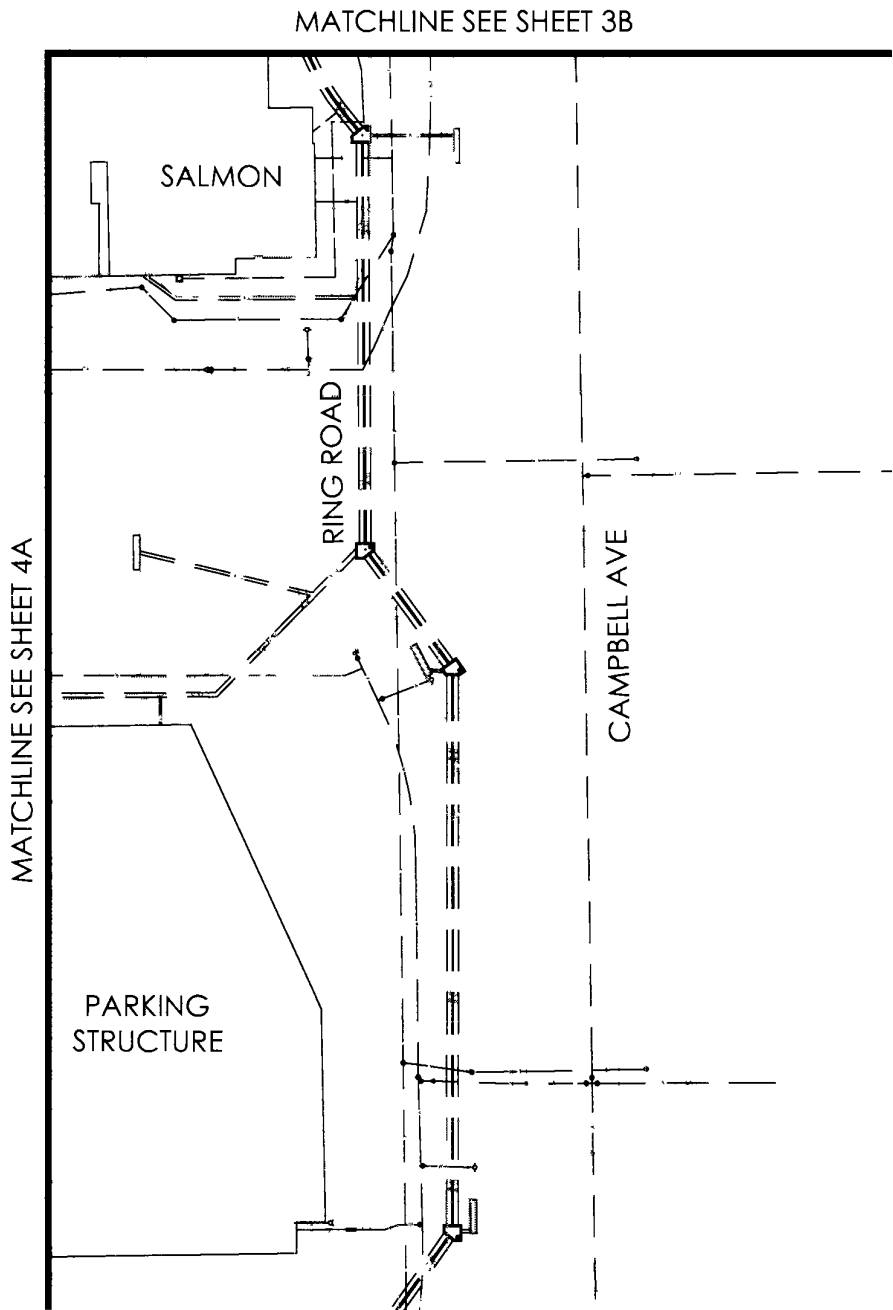 MATCHLINE SEE SHEET 3B
SALMON
RING ROAD
MATCHLINE SEE SHEET 4A
CAMPBELL AVE
PARKING
STRUCTURE